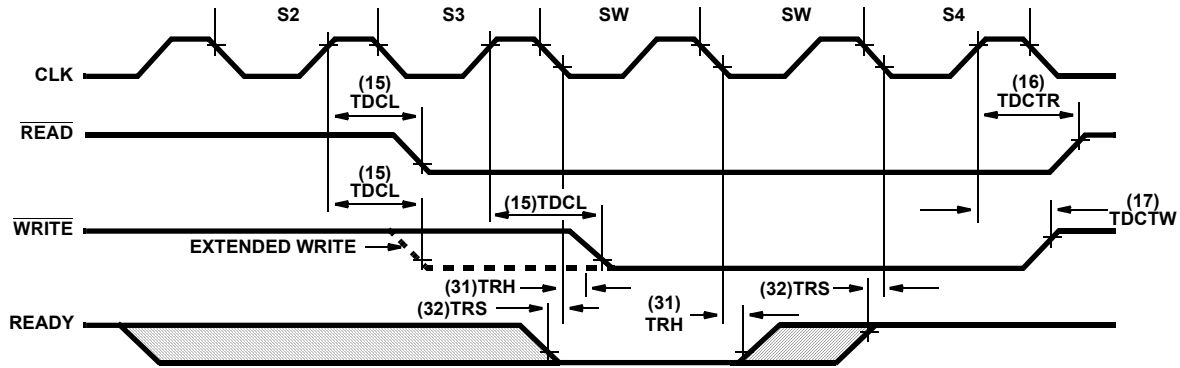 S2 S3 SW SW S4
CLK
(15)
TDCL
(16)
TDCTR
READ
(15)
TDCL
(15)TDCL
(17)
TDCTW
WRITE
EXTENDED WRITE
(31)TRH
(32)TRS
(31)
TRH
(32)TRS
READY